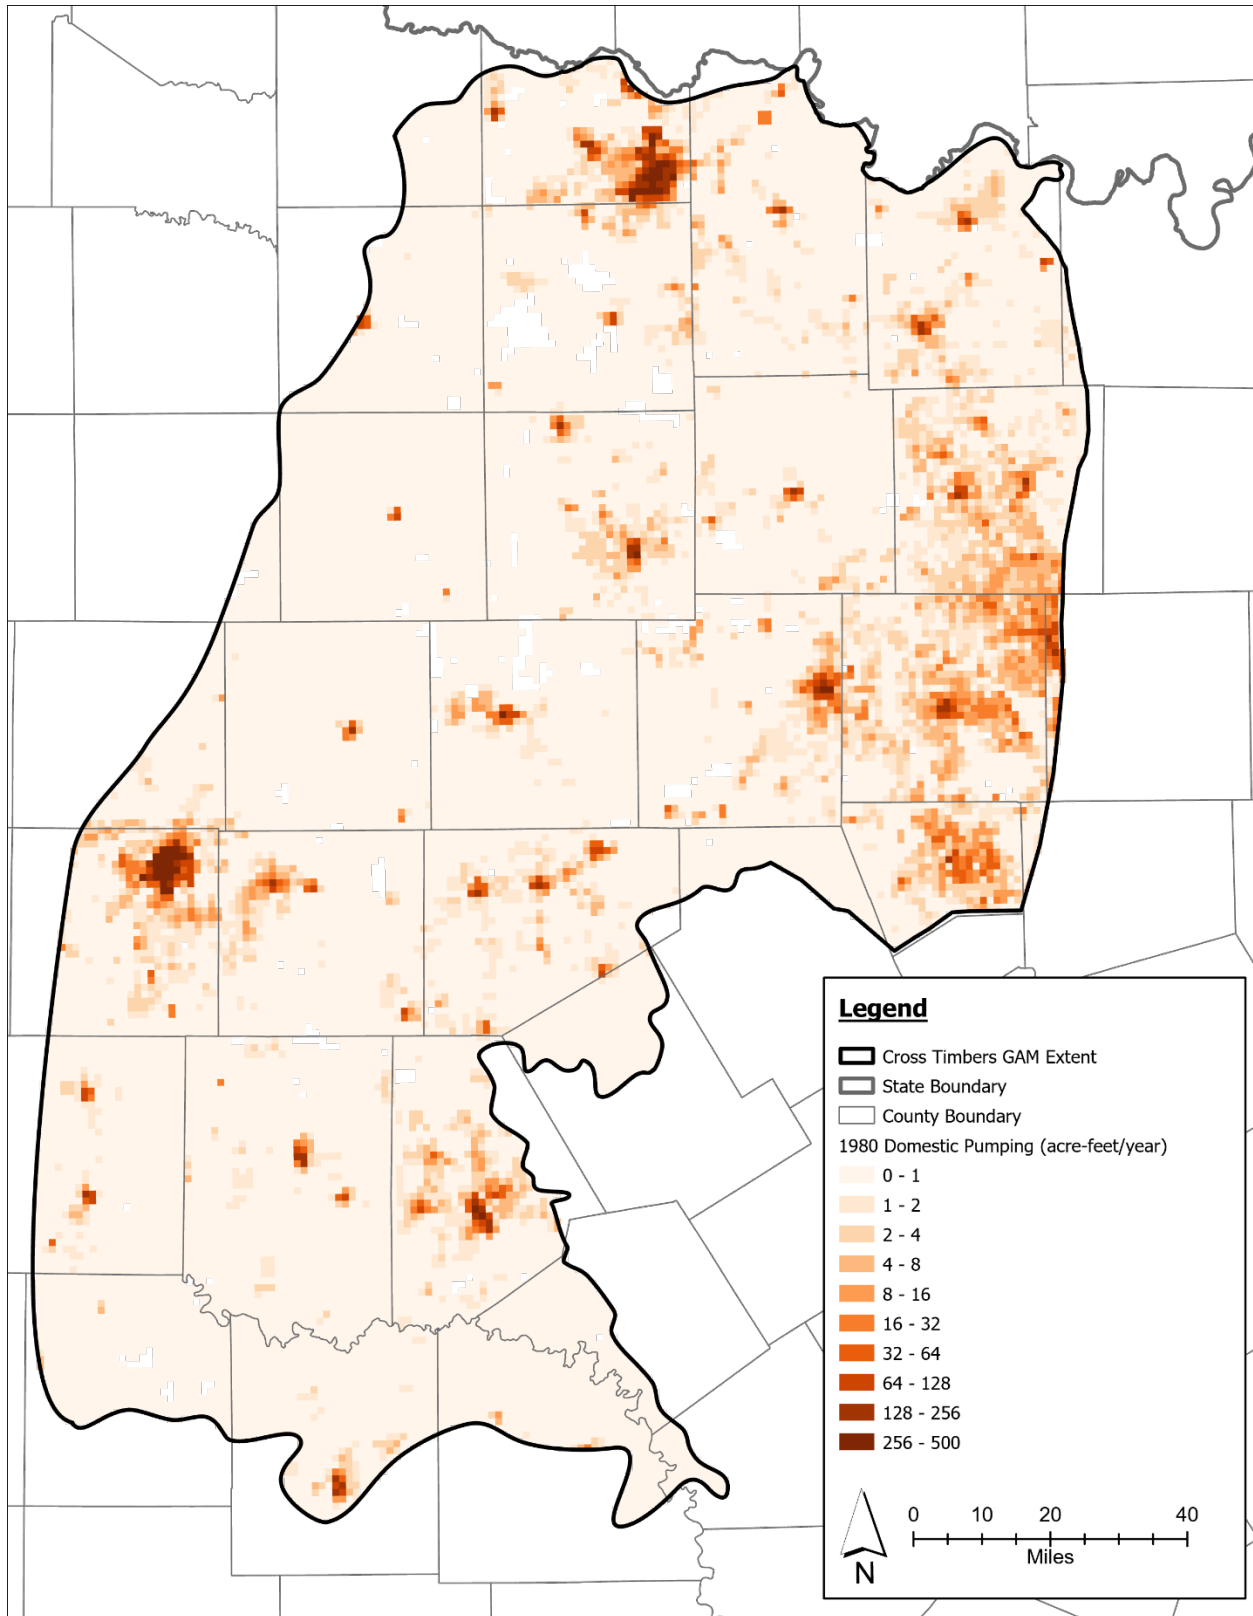 Legend
Cross Timbers GAM Extent
State Boundary
County Boundary
1980 Domestic Pumping (acre-feet/year)
0 - 1
1 - 2
2 - 4
4 - 8
8 - 16
16 - 32
32 - 64
64 - 128
128 - 256
256 - 500
N
0 10 20 40
Miles